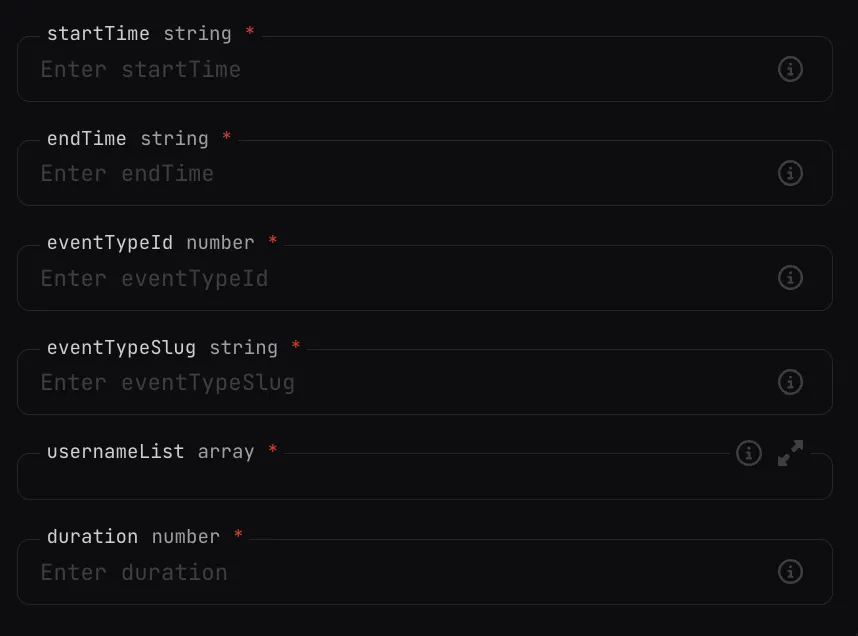 startTime string *
Enter startTime
endTime string *
Enter endTime
eventTypeId number *
Enter eventTypeId
eventTypeSlug string *
Enter eventTypeSlug
usernameList array *
duration number *
Enter duration